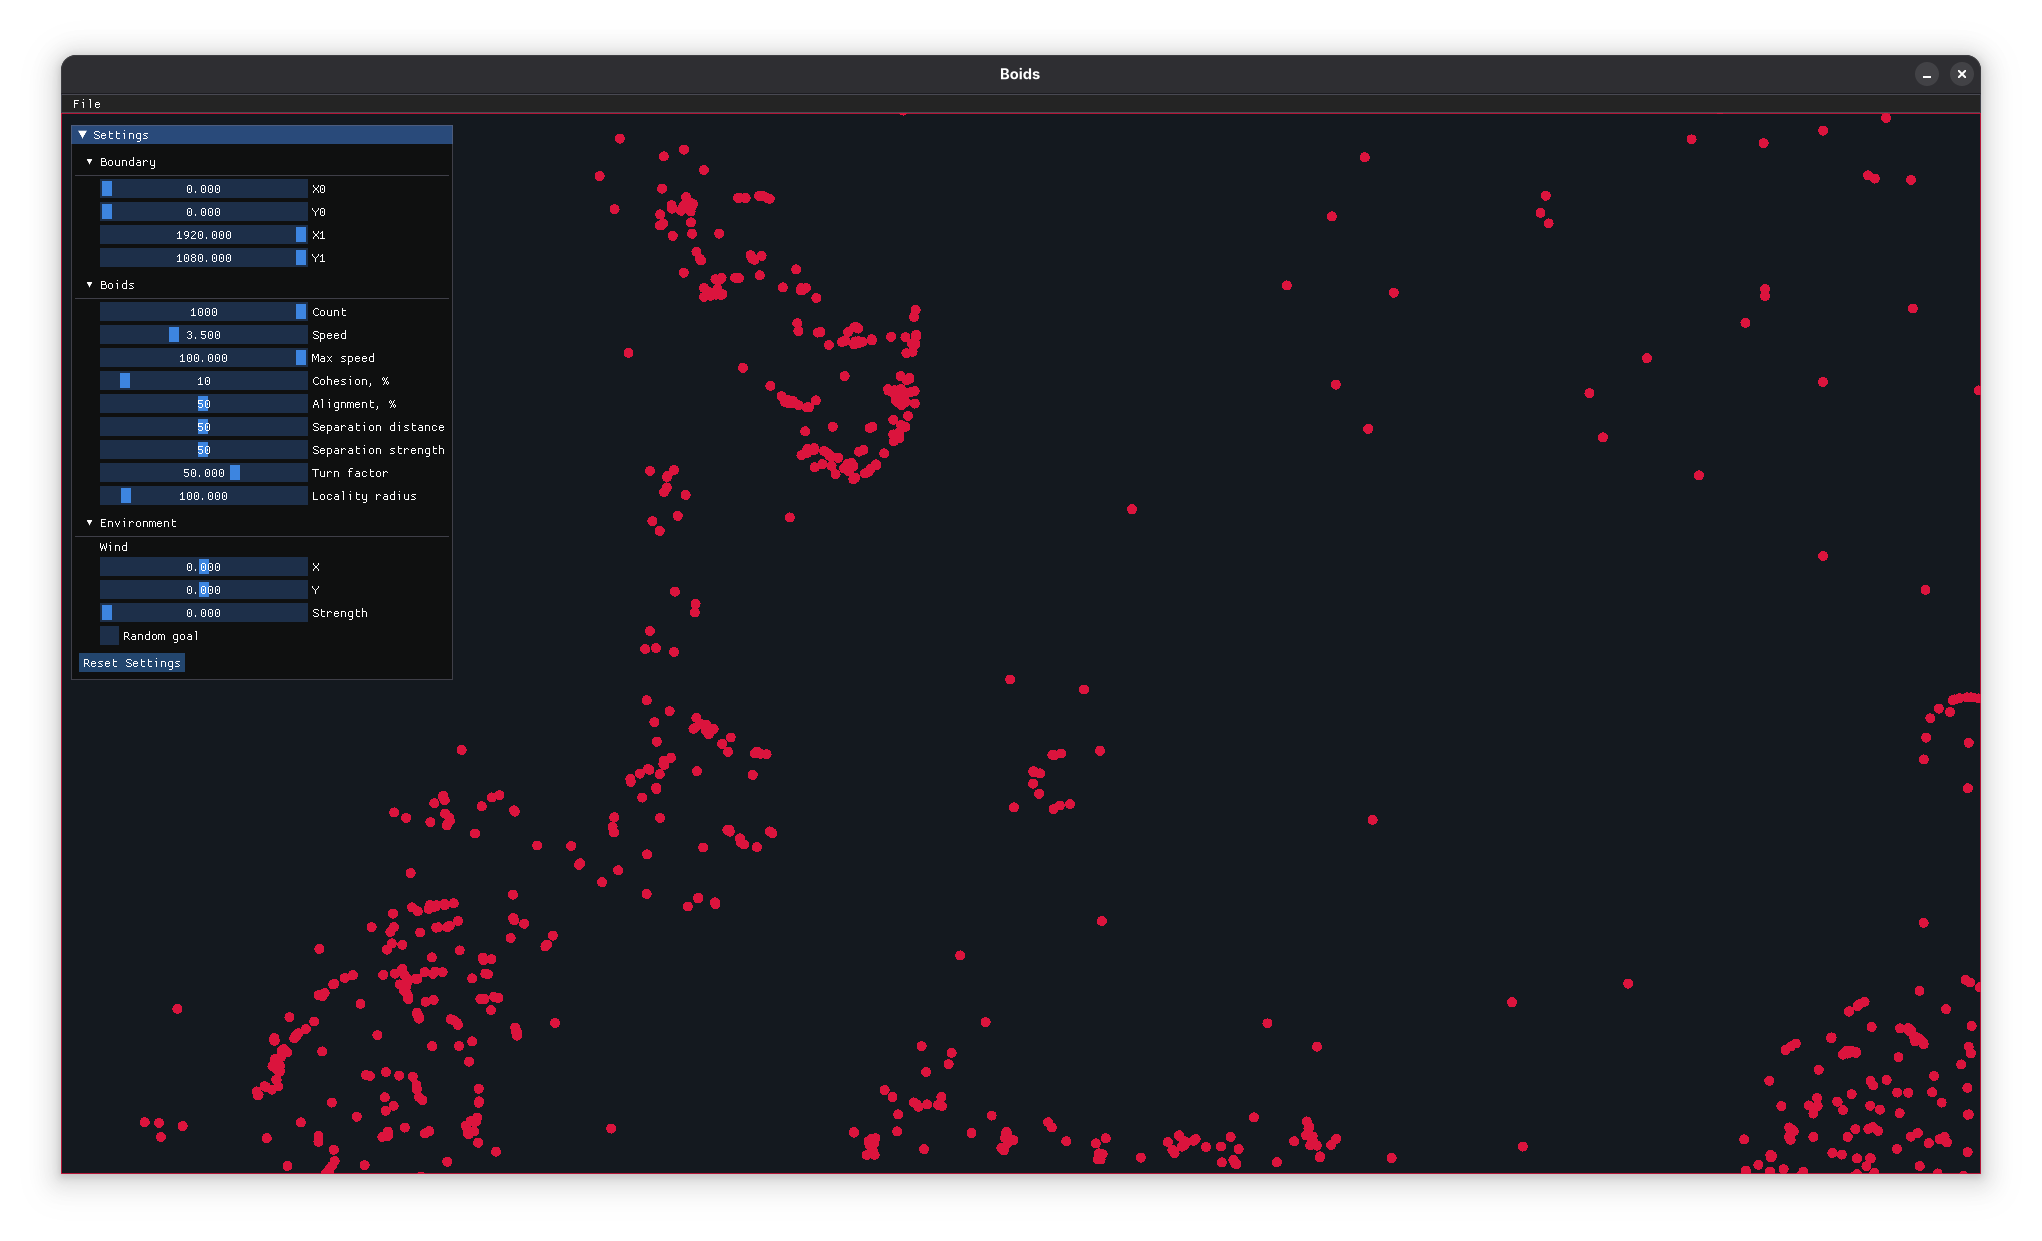 Boids
File
Settings
Boundary
0.000 X0
0.000 Y0
1920.000 X1
1080.000 Y1
Boids
1000 Count
3.500 Speed
100.000 Max speed
10 Cohesion, %
50 Alignment, %
50 Separation distance
50 Separation strength
50.000 Turn factor
100.000 Locality radius
Environment
Wind
0.000 X
0.000 Y
0.000 Strength
Random goal
Reset Settings